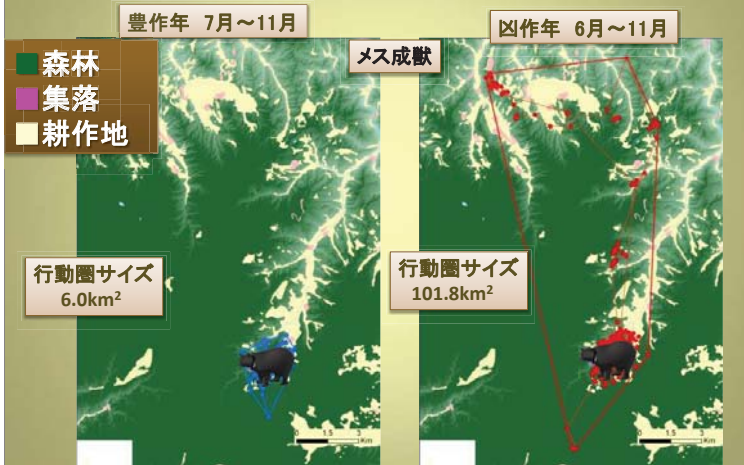 豊作年 7月～11月
凶作年 6月～11月
メス成獣
森林
集落
耕作地
行動圏サイズ
6.0km²
行動圏サイズ
101.8km²
0 1.5 3
Km
0 1.5 3
Km